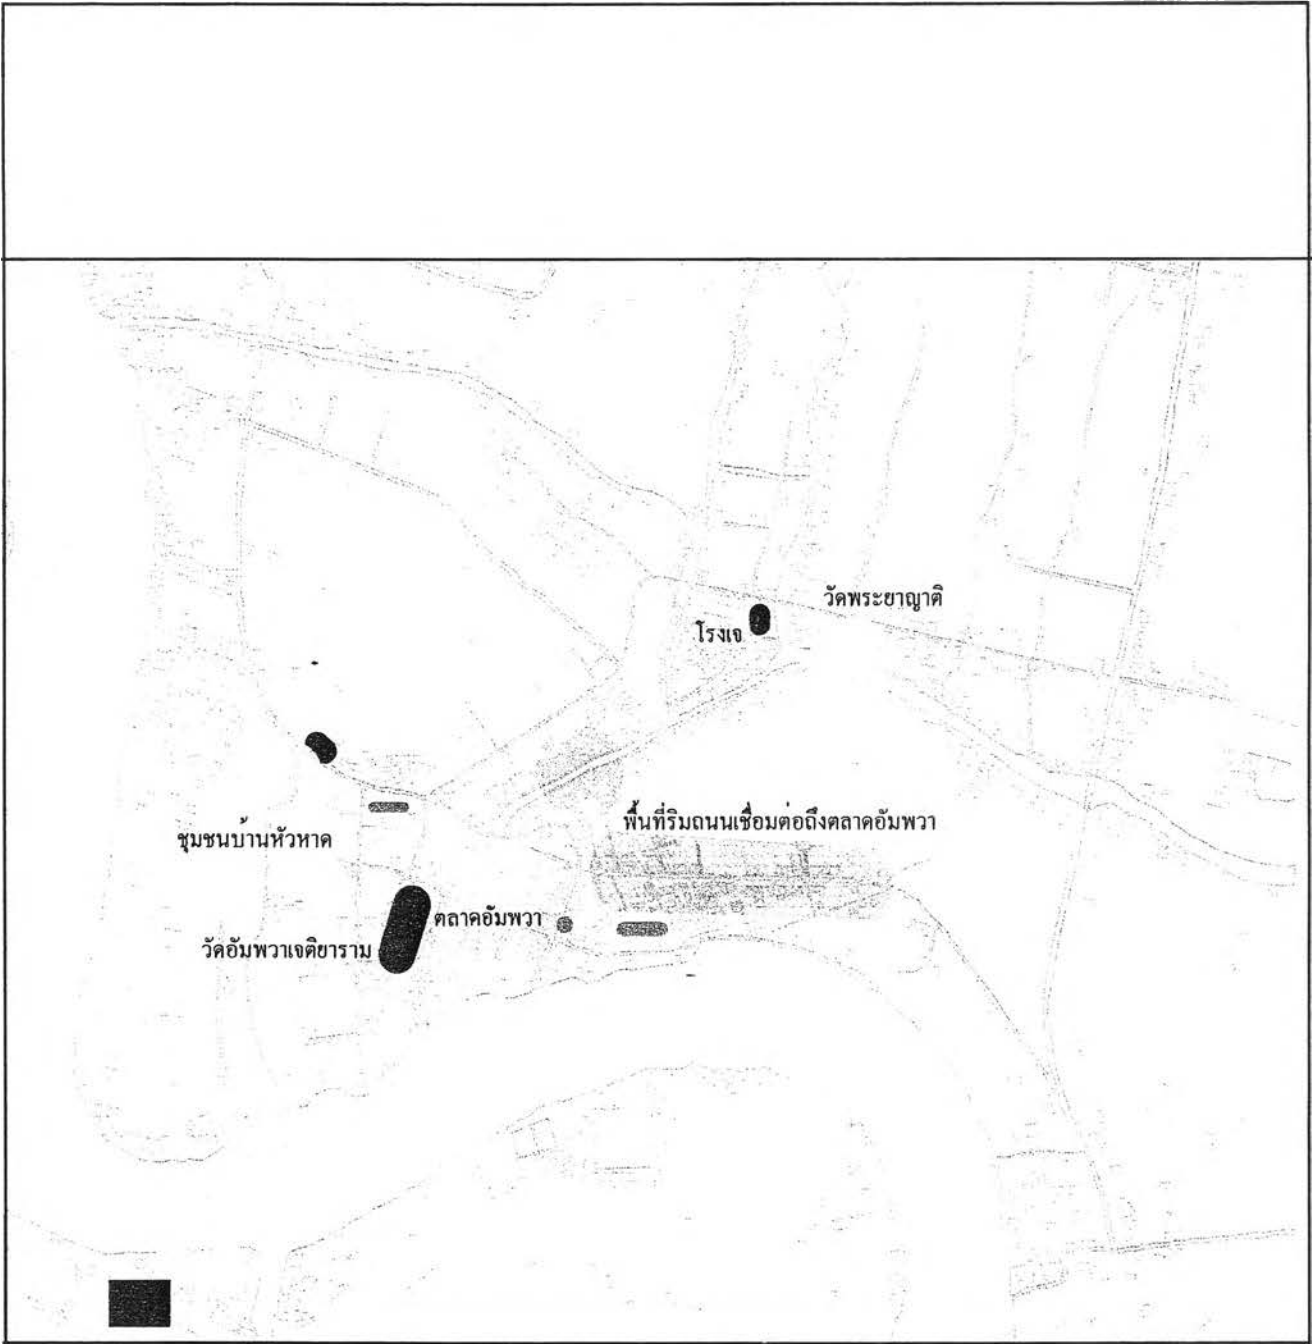 วัดพระยาญาติ
โรงเจ
พื้นที่ริมถนนเชื่อมต่อถึงตลาดอัมพวา
ชุมชนบ้านหัวหาด
ตลาดอัมพวา
วัดอัมพวาเจติยาราม